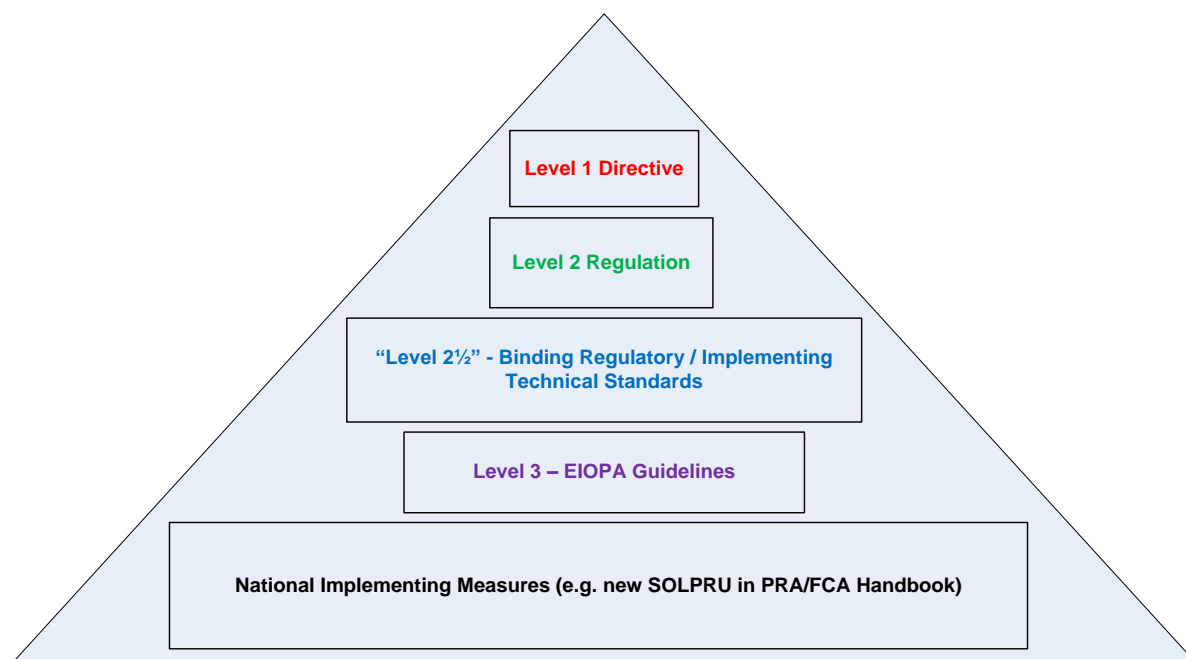 Level 1 Directive
Level 2 Regulation
“Level 2½” - Binding Regulatory / Implementing
Technical Standards
Level 3 – EIOPA Guidelines
National Implementing Measures (e.g. new SOLPRU in PRA/FCA Handbook)